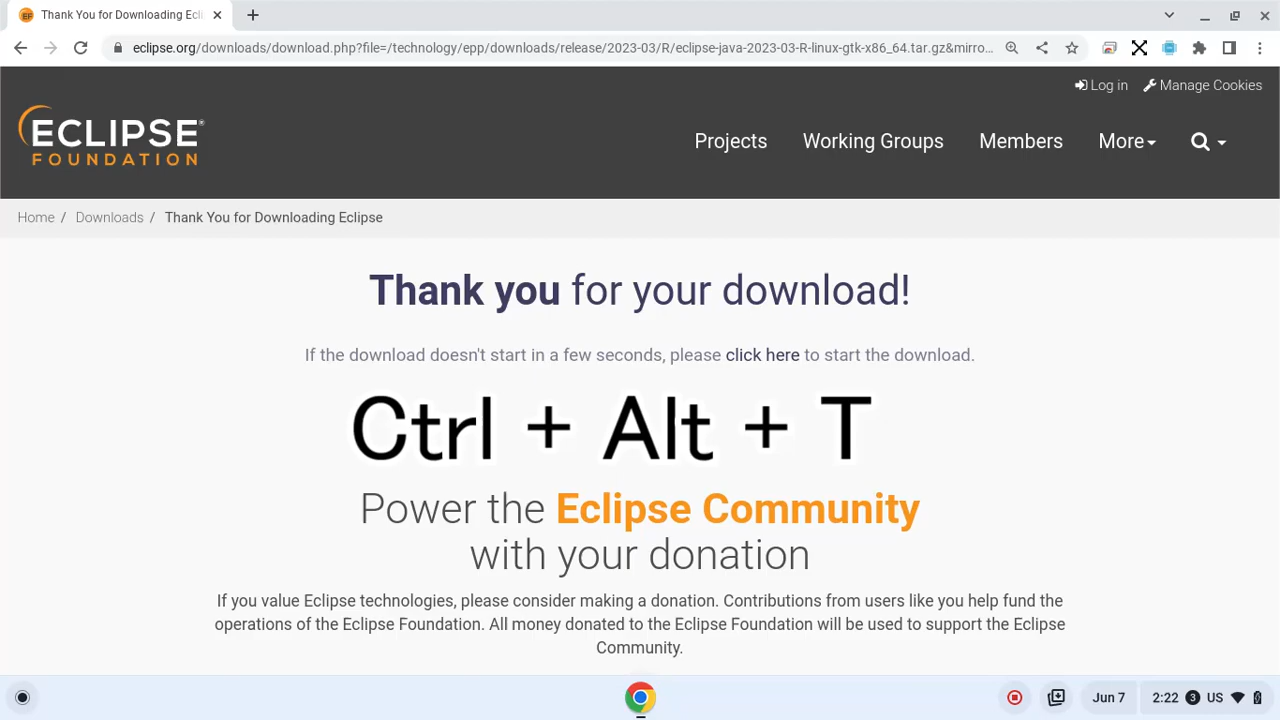 Thank You for Downloading Ecli
eclipse.org/downloads/download.php?file=/technology/epp/downloads/release/2023-03/R/eclipse-java-2023-03-R-linux-gtk-x86_64.tar.gz&mirro...
Log in Manage Cookies
ECLIPSE®
FOUNDATION
Projects Working Groups Members More
Home / Downloads / Thank You for Downloading Eclipse
Thank you for your download!
If the download doesn't start in a few seconds, please click here to start the download.
Ctrl + Alt + T
Power the Eclipse Community
with your donation
If you value Eclipse technologies, please consider making a donation. Contributions from users like you help fund the
operations of the Eclipse Foundation. All money donated to the Eclipse Foundation will be used to support the Eclipse
Community.
Jun 7 2:22 3 US